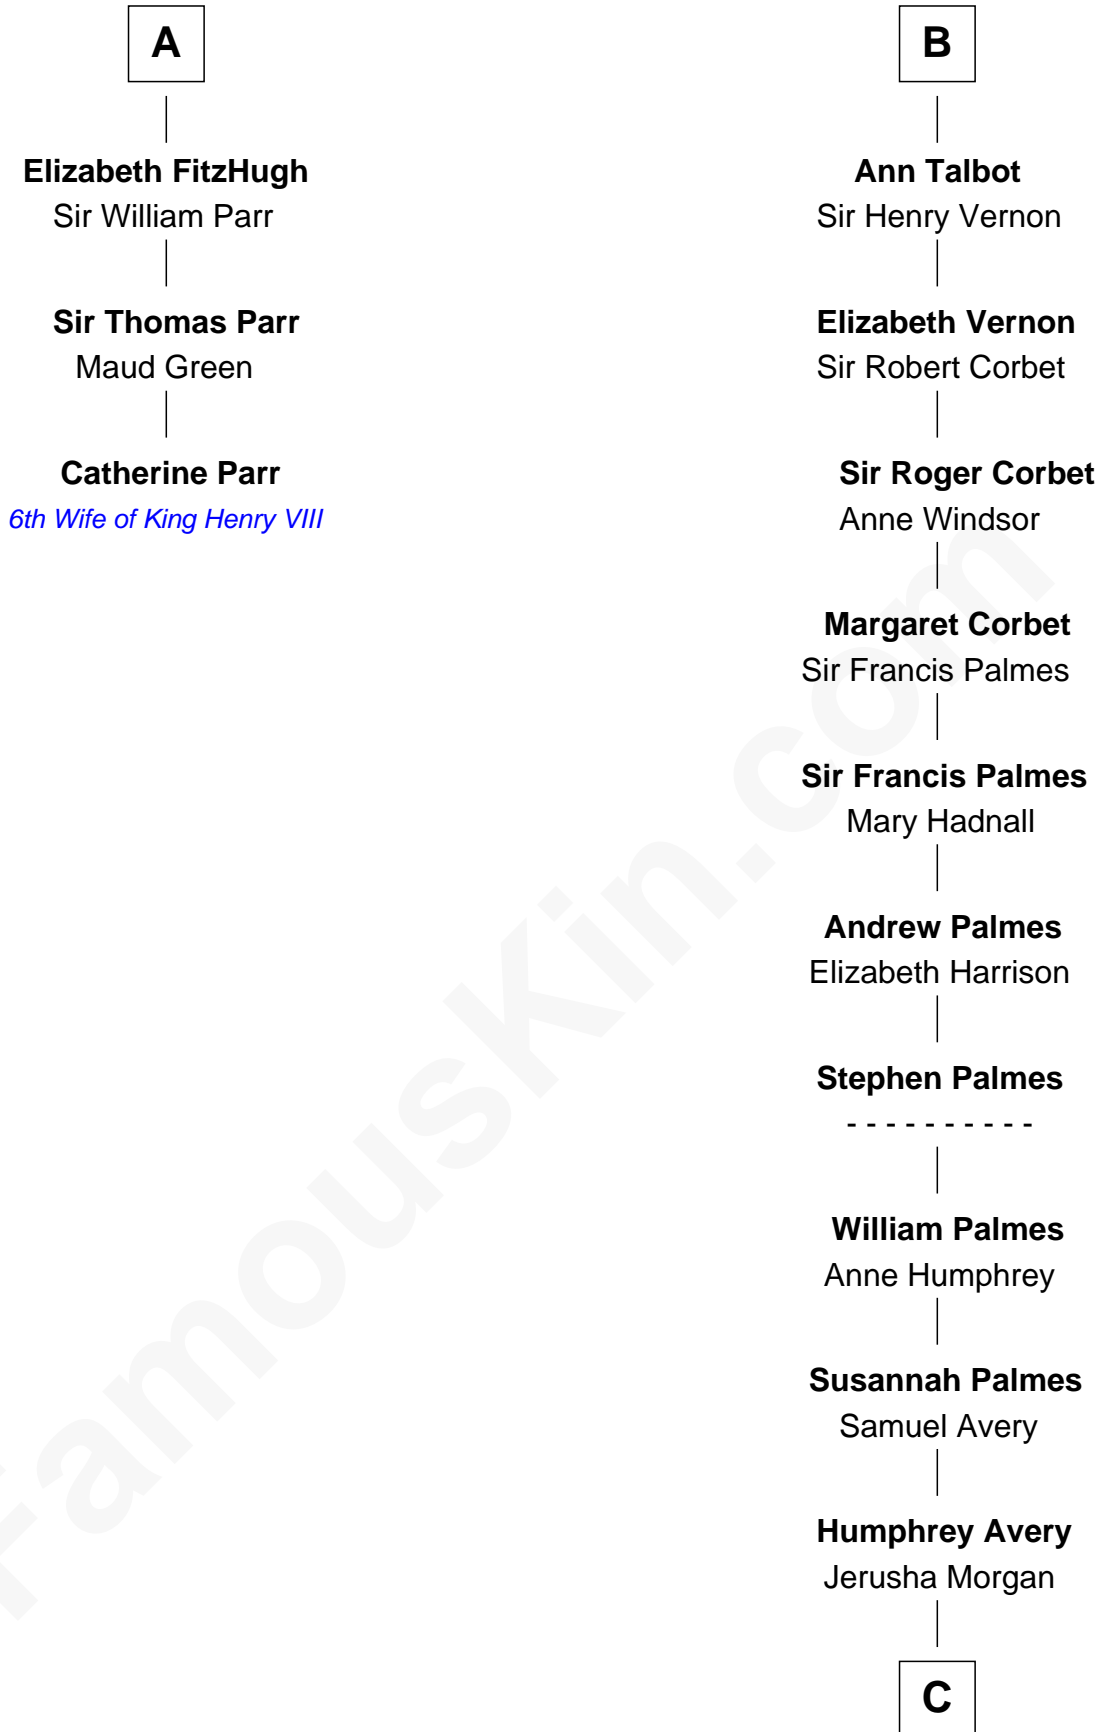 A
Elizabeth FitzHugh
Sir William Parr
Sir Thomas Parr
Maud Green
Catherine Parr
6th Wife of King Henry VIII
B
Ann Talbot
Sir Henry Vernon
Elizabeth Vernon
Sir Robert Corbet
Sir Roger Corbet
Anne Windsor
Margaret Corbet
Sir Francis Palmes
Sir Francis Palmes
Mary Hadnall
Andrew Palmes
Elizabeth Harrison
Stephen Palmes
- - - - - - - - - -
William Palmes
Anne Humphrey
Susannah Palmes
Samuel Avery
Humphrey Avery
Jerusha Morgan
C
FamousKin.com